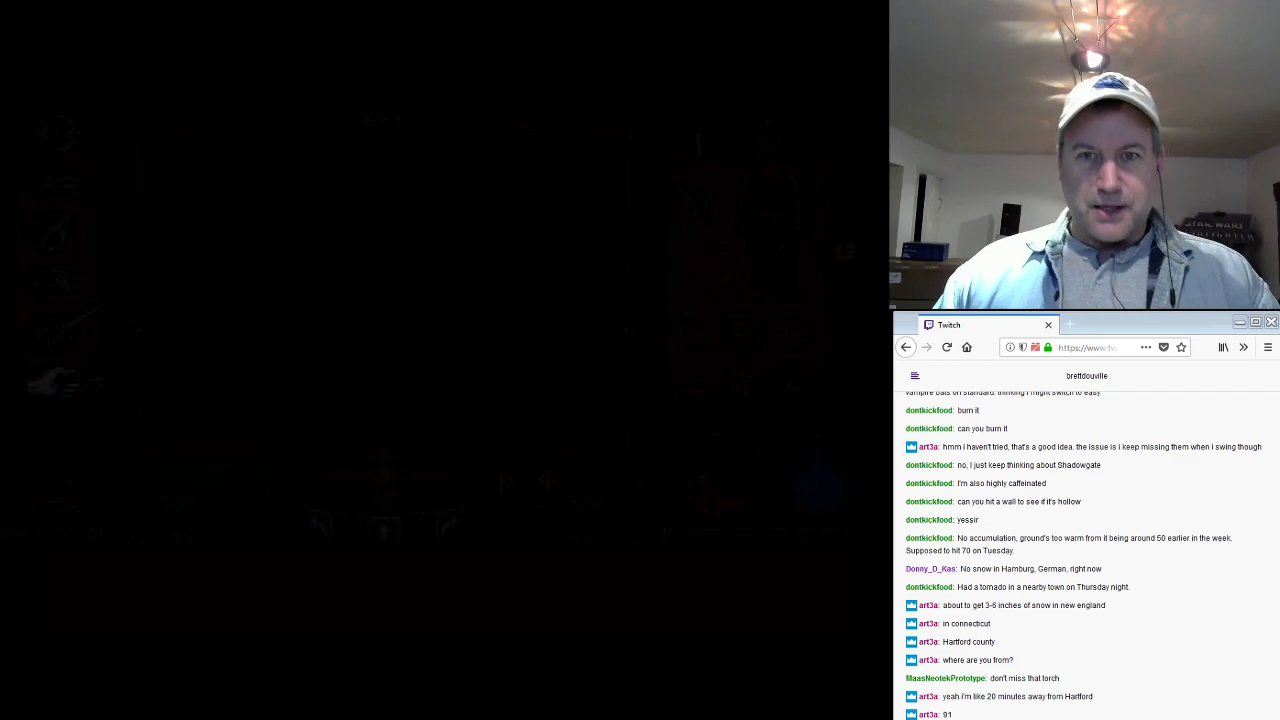 12
STAR WARS
Twitch
https://www.tw
brettdouville
vampire bats on standard. thinking i might switch to easy
dontkickfood: burn it
dontkickfood: can you burn it
art3a: hmm i haven't tried, that's a good idea. the issue is i keep missing them when i swing though
dontkickfood: no, I just keep thinking about Shadowgate
dontkickfood: I'm also highly caffeinated
dontkickfood: can you hit a wall to see if it's hollow
dontkickfood: yessir
dontkickfood: No accumulation, ground's too warm from it being around 50 earlier in the week.
Supposed to hit 70 on Tuesday.
Donny_D_Kas: No snow in Hamburg, German, right now
dontkickfood: Had a tornado in a nearby town on Thursday night.
art3a: about to get 3-6 inches of snow in new england
art3a: in connecticut
art3a: Hartford county
art3a: where are you from?
MaasNeotekPrototype: don't miss that torch
art3a: yeah i'm like 20 minutes away from Hartford
art3a: 91